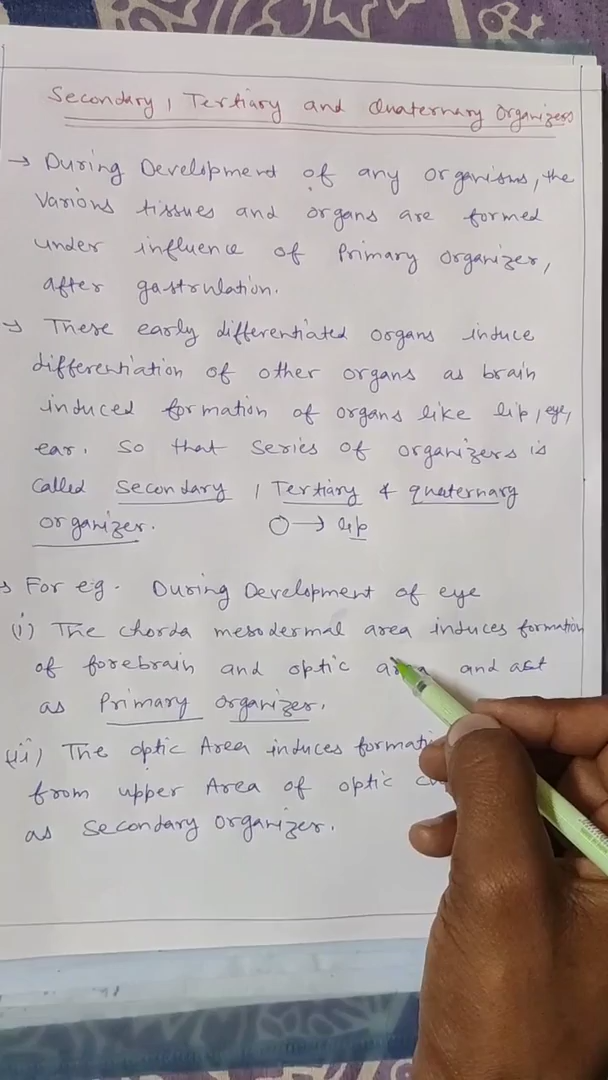 Secondary, Tertiary and Quaternary Organizers
→ During Development of any organisms, the
Various tissues and organs are formed
under influence of Primary organizer,
after gastrulation.
→ These early differentiated organs induce
differentiation of other organs as brain
induced formation of organs like lip, eye,
ear. So that series of organizers is
called Secondary, Tertiary & quaternary
organizer. O → lip
For eg. During Development of eye
(i) The chorda mesodermal area induces formation
of forebrain and optic area and act
as Primary organizer.
(ii) The optic Area induces
from upper Area of optic
as secondary organizer.